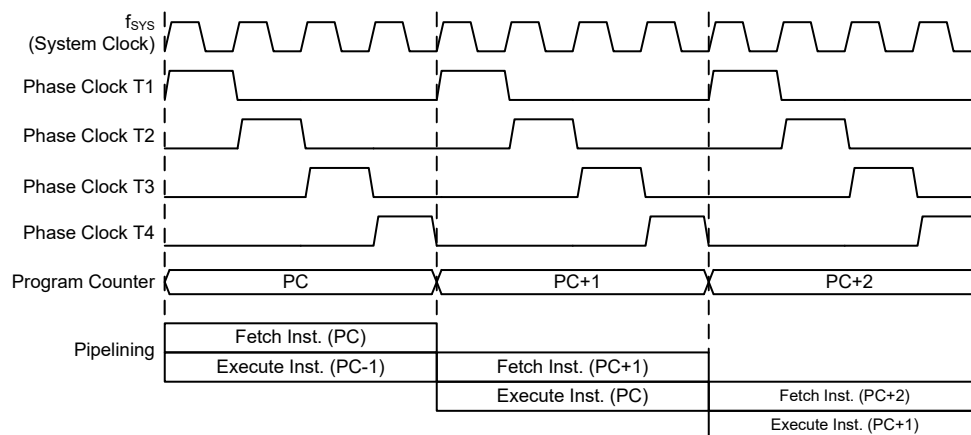 fSYS
(System Clock)
Phase Clock T1
Phase Clock T2
Phase Clock T3
Phase Clock T4
Program Counter PC PC+1 PC+2
Pipelining
Fetch Inst. (PC)
Execute Inst. (PC-1) Fetch Inst. (PC+1)
Execute Inst. (PC) Fetch Inst. (PC+2)
Execute Inst. (PC+1)